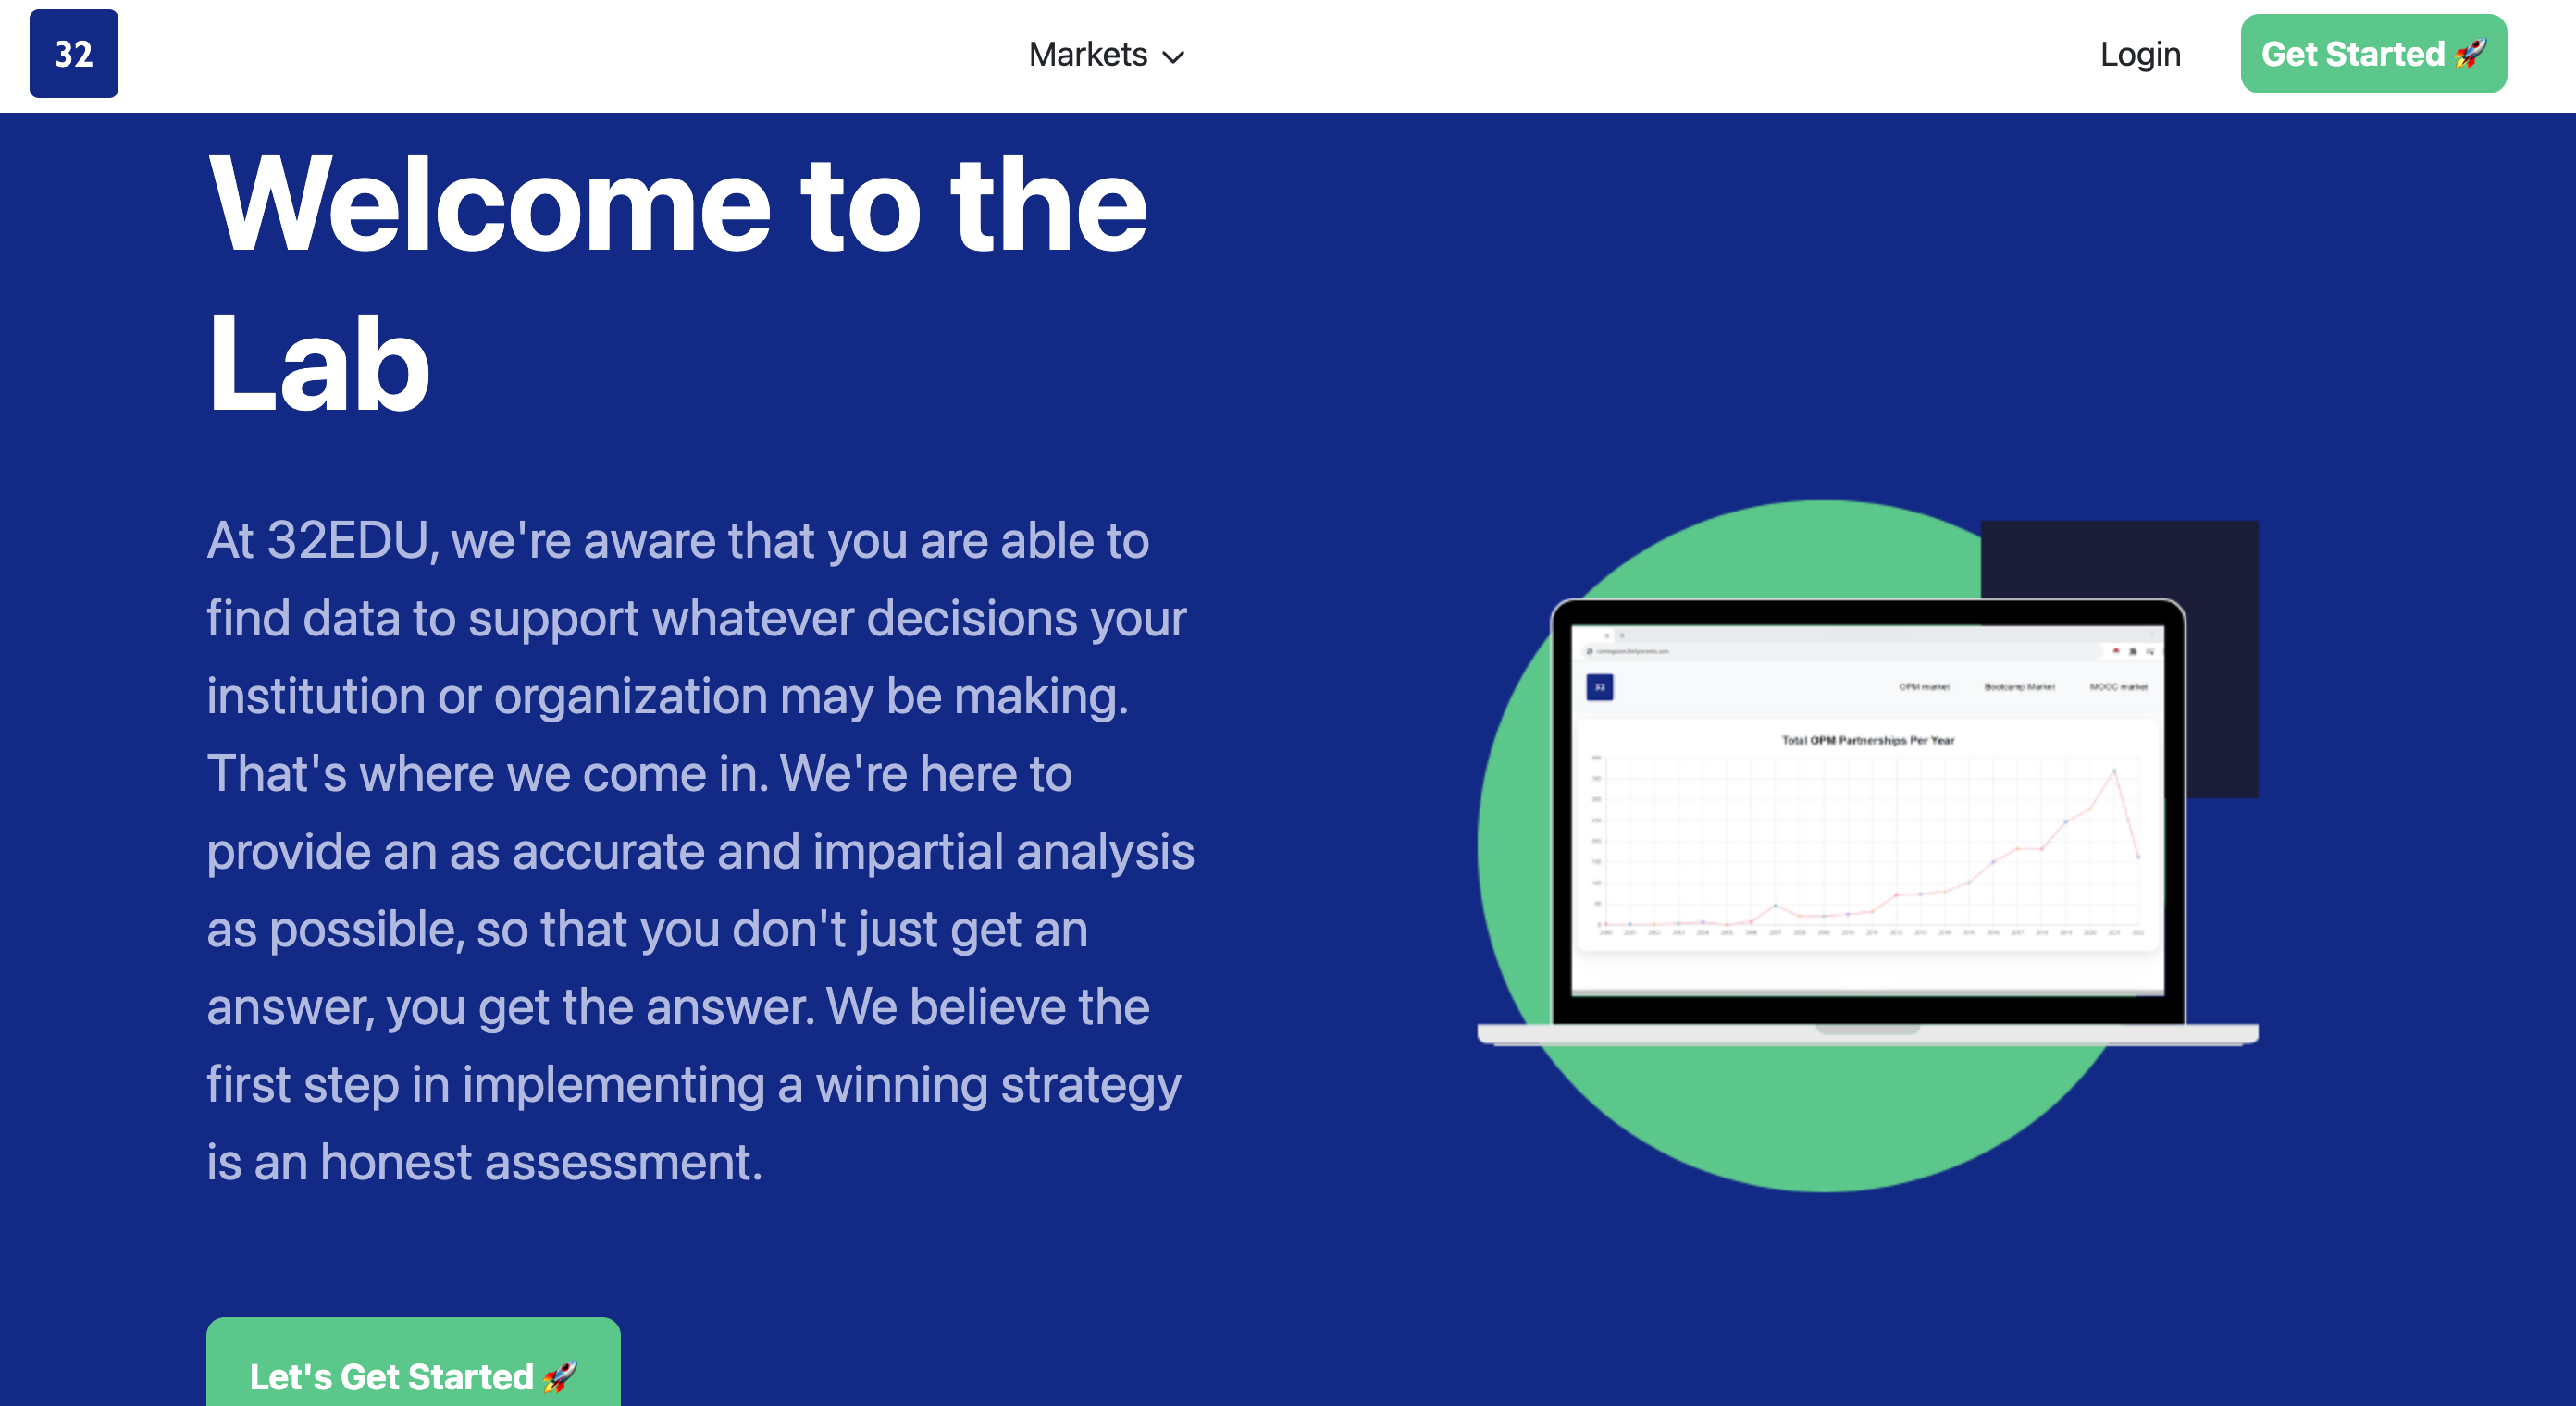 32
Markets
Login
Get Started 🚀
Welcome to the
Lab
At 32EDU, we're aware that you are able to
find data to support whatever decisions your
institution or organization may be making.
That's where we come in. We're here to
provide an as accurate and impartial analysis
as possible, so that you don't just get an
answer, you get the answer. We believe the
first step in implementing a winning strategy
is an honest assessment.
Let's Get Started 🚀
32
OPM market
Bootcamp Market
MOOC market
Total OPM Partnerships Per Year